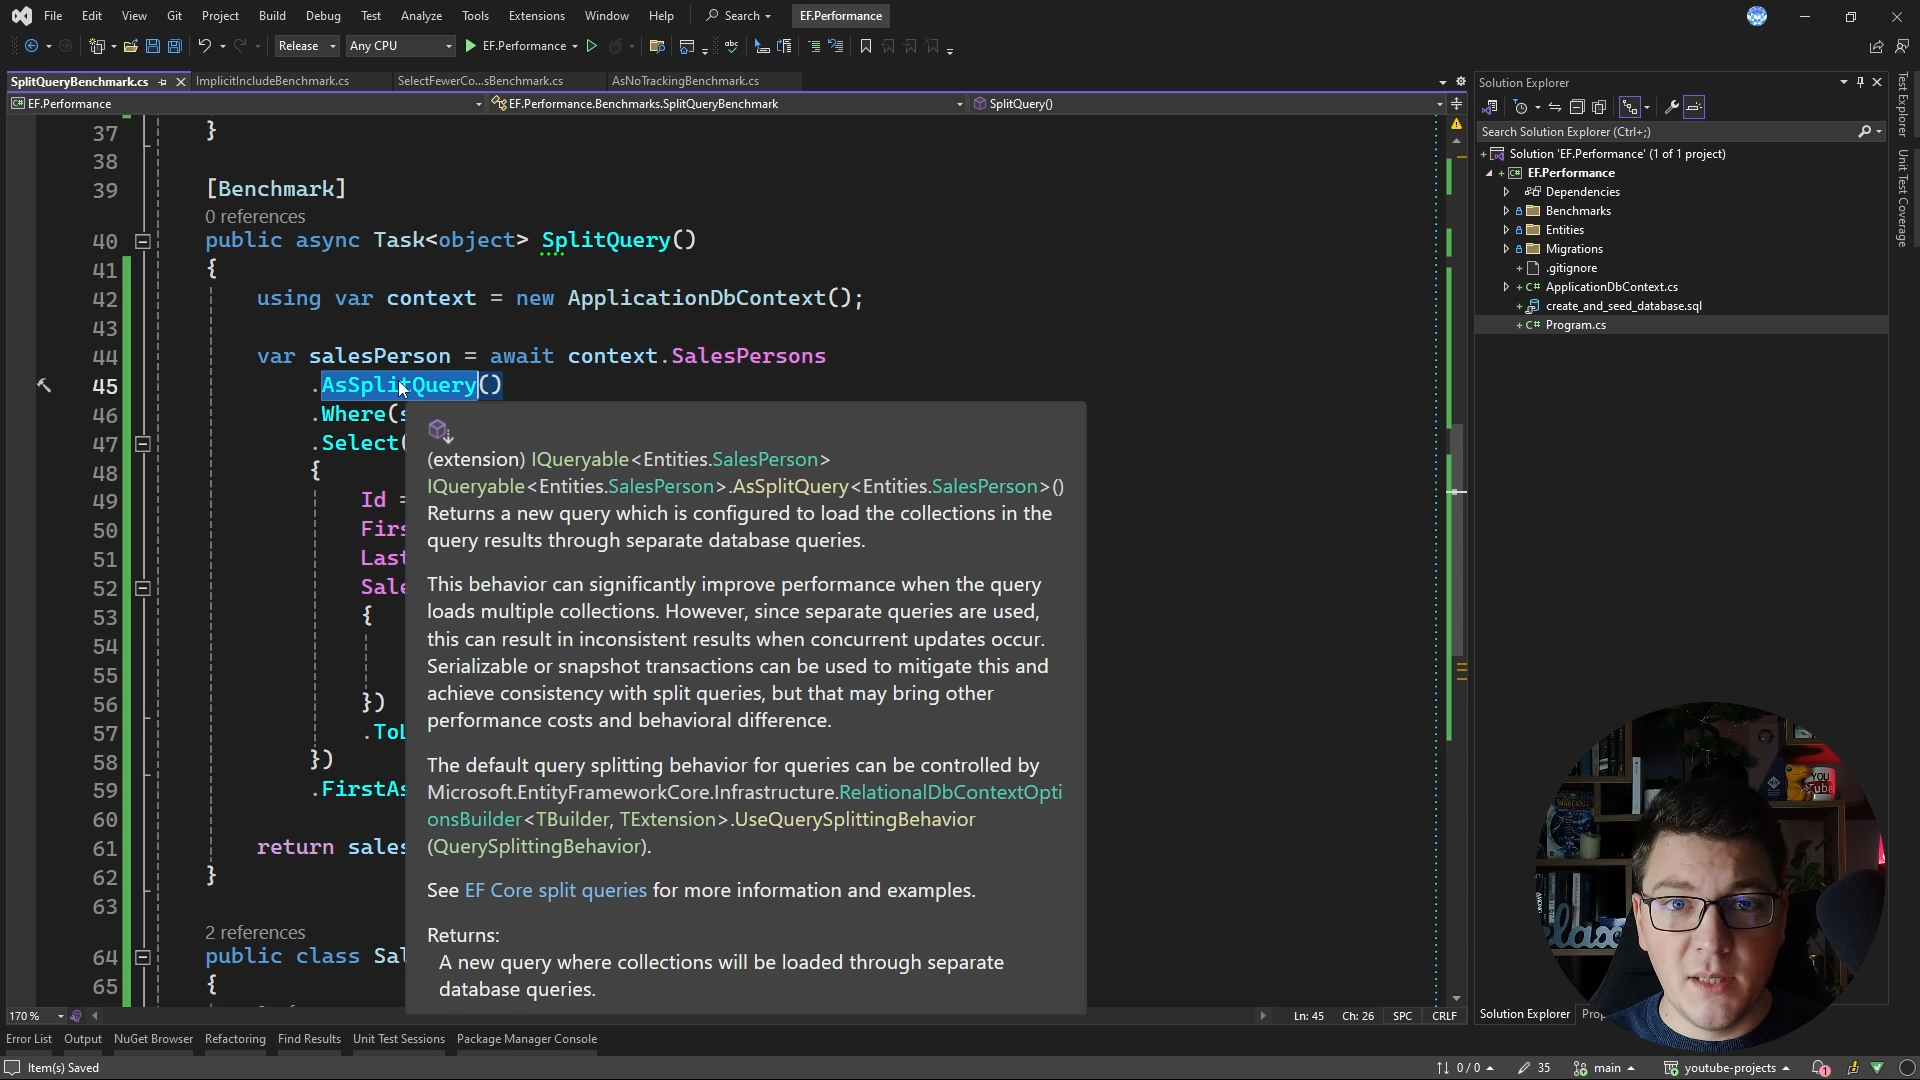 File Edit View Git Project Build Debug Test Analyze Tools Extensions Window Help Search EF.Performance
Release Any CPU EF.Performance
SplitQueryBenchmark.cs ImplicitIncludeBenchmark.cs SelectFewerCo...sBenchmark.cs AsNoTrackingBenchmark.cs
EF.Performance EF.Performance.Benchmarks.SplitQueryBenchmark SplitQuery()
37 }
38
39 [Benchmark]
0 references
40 public async Task<object> SplitQuery()
41 {
42 using var context = new ApplicationDbContext();
43
44 var salesPerson = await context.SalesPersons
45 .AsSplitQuery()
46 .Where(s
47 .Select(
48 {
49 Id =
50 Firs
51 Last
52 Sale
53 {
54
55
56 })
57 .ToL
58 })
59 .FirstAs
60
61 return sales
62 }
63
2 references
64 public class Sal
65 {
(extension) IQueryable<Entities.SalesPerson>
IQueryable<Entities.SalesPerson>.AsSplitQuery<Entities.SalesPerson>()
Returns a new query which is configured to load the collections in the
query results through separate database queries.
This behavior can significantly improve performance when the query
loads multiple collections. However, since separate queries are used,
this can result in inconsistent results when concurrent updates occur.
Serializable or snapshot transactions can be used to mitigate this and
achieve consistency with split queries, but that may bring other
performance costs and behavioral difference.
The default query splitting behavior for queries can be controlled by
Microsoft.EntityFrameworkCore.Infrastructure.RelationalDbContextOpti
onsBuilder<TBuilder, TExtension>.UseQuerySplittingBehavior
(QuerySplittingBehavior).
See EF Core split queries for more information and examples.
Returns:
A new query where collections will be loaded through separate
database queries.
170 % Ln: 45 Ch: 26 SPC CRLF
Solution Explorer
Search Solution Explorer (Ctrl+;)
Solution 'EF.Performance' (1 of 1 project)
EF.Performance
Dependencies
Benchmarks
Entities
Migrations
.gitignore
ApplicationDbContext.cs
create_and_seed_database.sql
Program.cs
Test Explorer
Unit Test Coverage
YOU
Tube
Solution Explorer Prop
Error List Output NuGet Browser Refactoring Find Results Unit Test Sessions Package Manager Console
Item(s) Saved 0 / 0 35 main youtube-projects 1